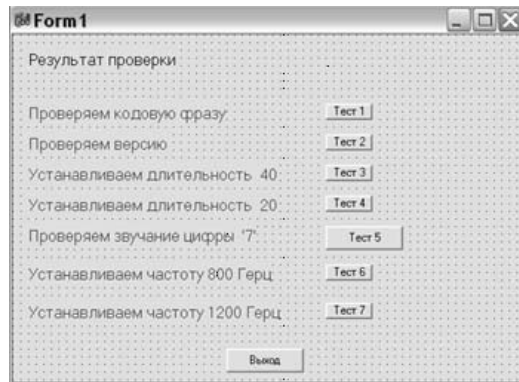 Form1
Результат проверки
Проверяем кодовую фразу Тест 1
Проверяем версию Тест 2
Устанавливаем длительность 40 Тест 3
Устанавливаем длительность 20 Тест 4
Проверяем звучание цифры '7' Тест 5
Устанавливаем частоту 800 Герц Тест 6
Устанавливаем частоту 1200 Герц Тест 7
Выход